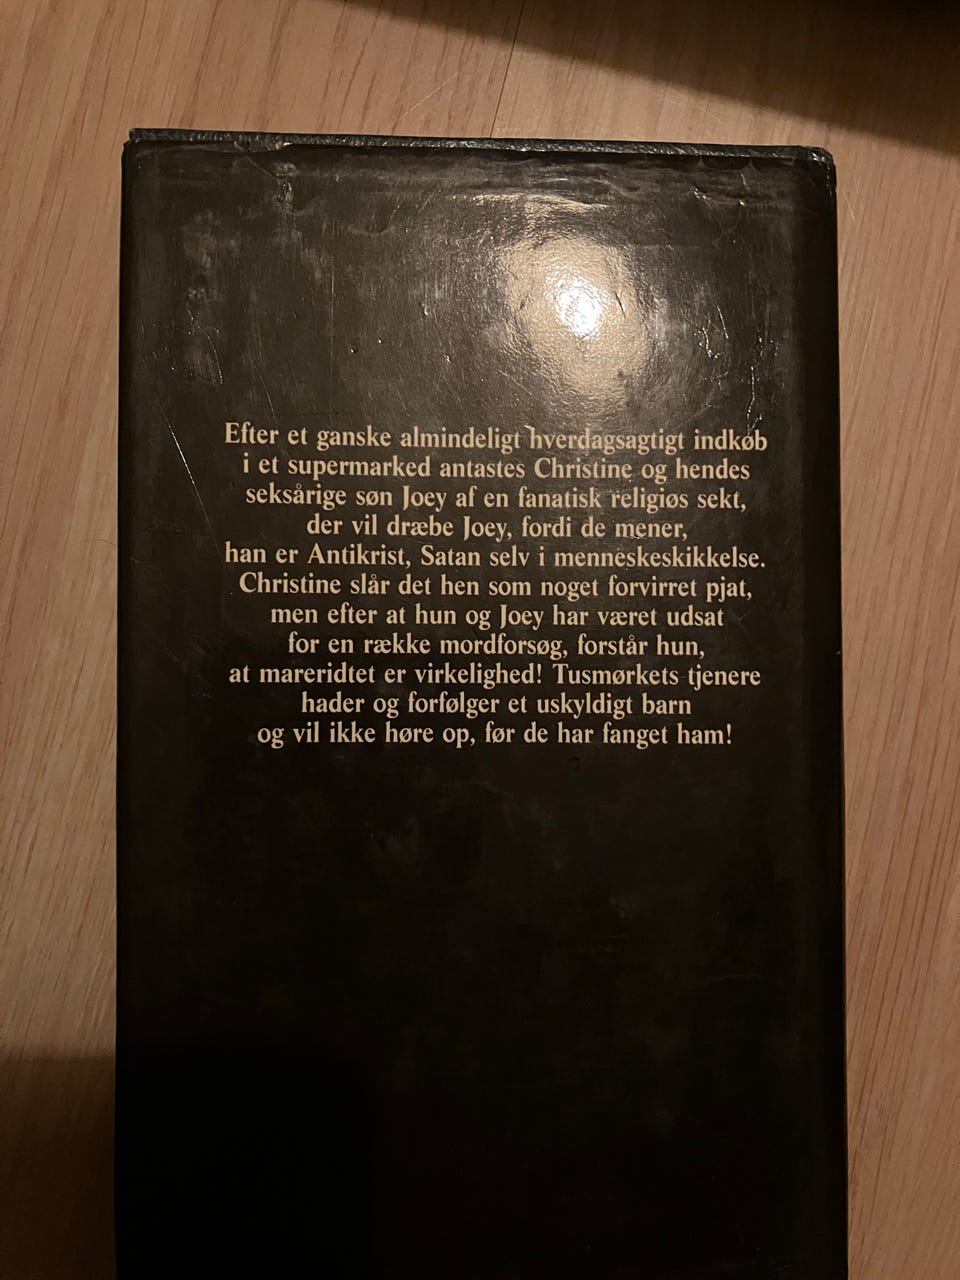 Efter et ganske almindeligt hverdagsagtigt indkøb
i et supermarked antastes Christine og hendes
seksårige søn Joey af en fanatisk religiøs sekt,
der vil dræbe Joey, fordi de mener,
han er Antikrist, Satan selv i menneskeskikkelse.
Christine slår det hen som noget forvirret pjat,
men efter at hun og Joey har været udsat
for en række mordforsøg, forstår hun,
at mareridtet er virkelighed! Tusmørkets tjenere
hader og forfølger et uskyldigt barn
og vil ikke høre op, før de har fanget ham!